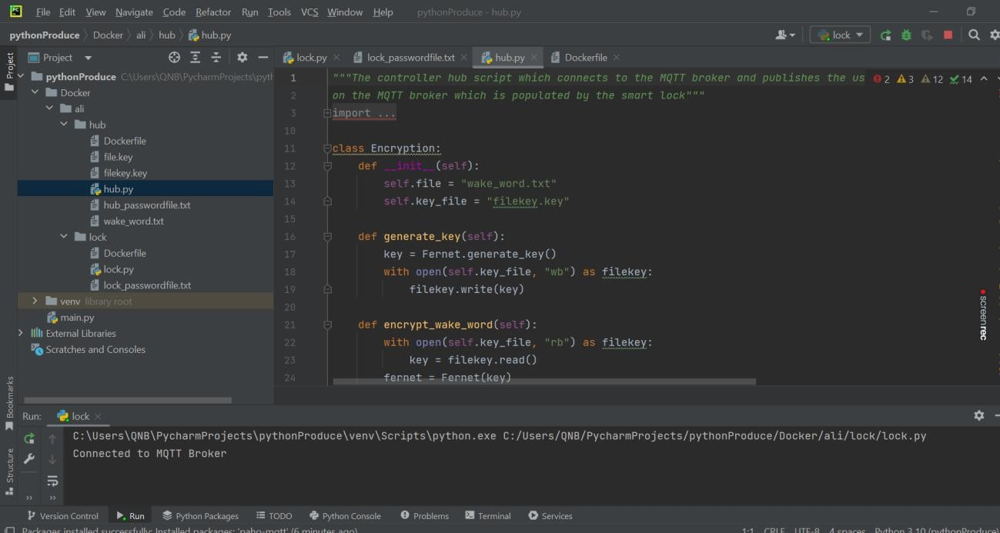 PC File Edit View Navigate Code Refactor Run Tools VCS Window Help pythonProduce - hub.py
pythonProduce Docker ali hub hub.py lock
Project lock.py lock_passwordfile.txt hub.py Dockerfile
Project
pythonProduce C:\Users\QNB\PycharmProjects\pyth
Docker
ali
hub
Dockerfile
file.key
filekey.key
hub.py
hub_passwordfile.txt
wake_word.txt
lock
Dockerfile
lock.py
lock_passwordfile.txt
venv library root
main.py
External Libraries
Scratches and Consoles
Bookmarks
Structure
2 3 12 14
1 """The controller hub script which connects to the MQTT broker and publishes the us
2 on the MQTT broker which is populated by the smart lock"""
3 import ...
10
11 class Encryption:
12 def __init__(self):
13 self.file = "wake_word.txt"
14 self.key_file = "filekey.key"
15
16 def generate_key(self):
17 key = Fernet.generate_key()
18 with open(self.key_file, "wb") as filekey:
19 filekey.write(key)
20
21 def encrypt_wake_word(self):
22 with open(self.key_file, "rb") as filekey:
23 key = filekey.read()
24 fernet = Fernet(key)
screenrec
Run: lock
C:\Users\QNB\PycharmProjects\pythonProduce\venv\Scripts\python.exe C:/Users/QNB/PycharmProjects/pythonProduce/Docker/ali/lock/lock.py
Connected to MQTT Broker
Version Control Run Python Packages TODO Python Console Problems Terminal Services
Packages installed successfully: Installed packages: 'paho-mqtt' (6 minutes ago) 1:1 CRLF UTF-8 4 spaces Python 3.10 (pythonProduce)